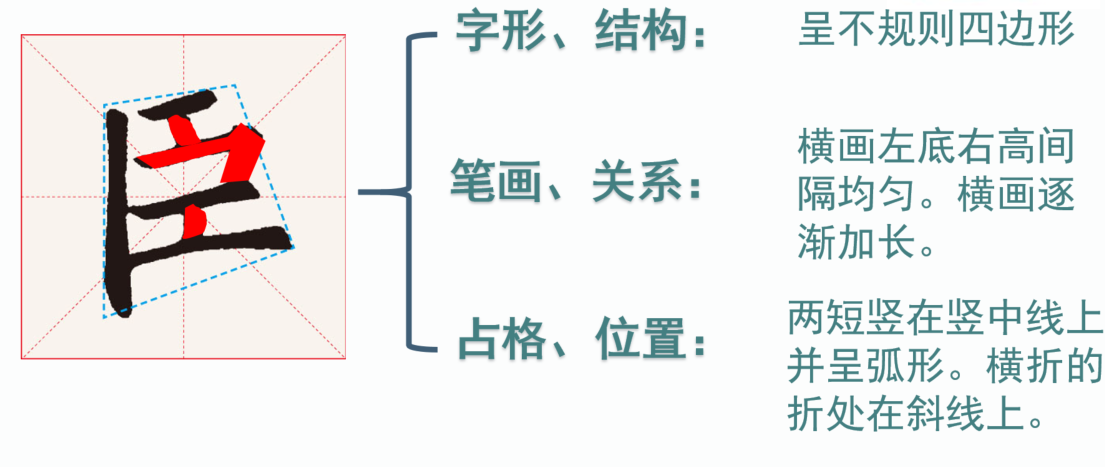 臣
字形、结构：
呈不规则四边形
笔画、关系：
横画左底右高间
隔均匀。横画逐
渐加长。
占格、位置：
两短竖在竖中线上
并呈弧形。横折的
折处在斜线上。